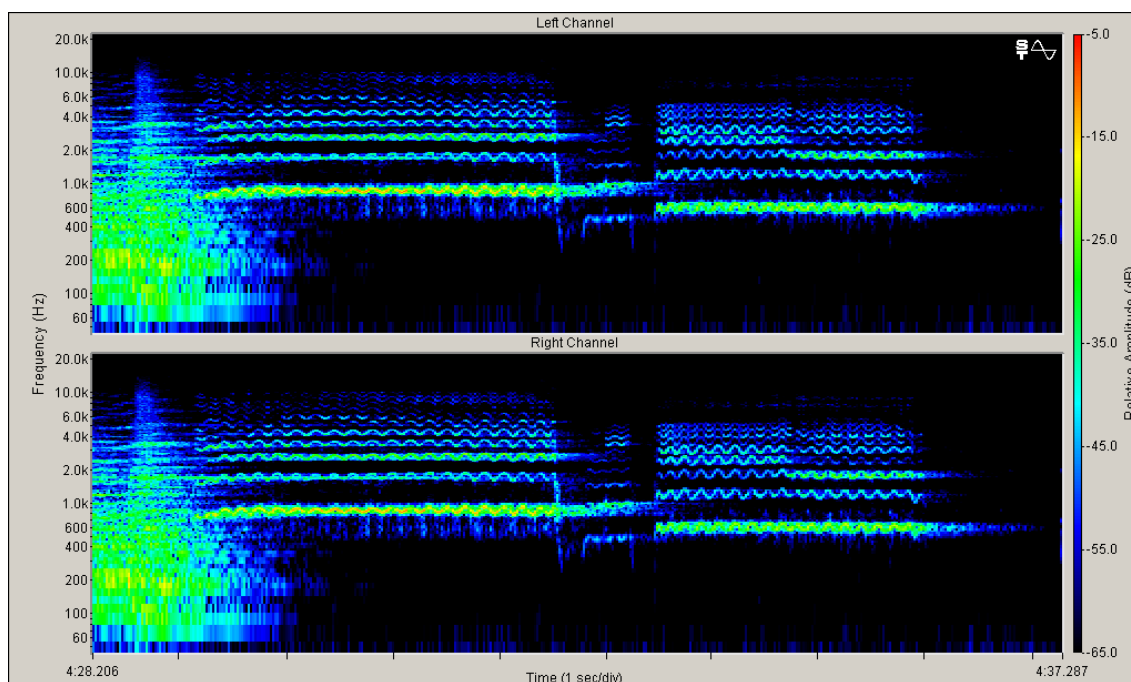 Left Channel
20.0k
10.0k
6.0k
4.0k
2.0k
1.0k
600
400
200
100
60
ST
-5.0
-15.0
-25.0
-35.0
-45.0
-55.0
-65.0
Frequency (Hz)
Relative Amplitude (dB)
Right Channel
20.0k
10.0k
6.0k
4.0k
2.0k
1.0k
600
400
200
100
60
4:28.206
Time (1 sec/div)
4:37.287